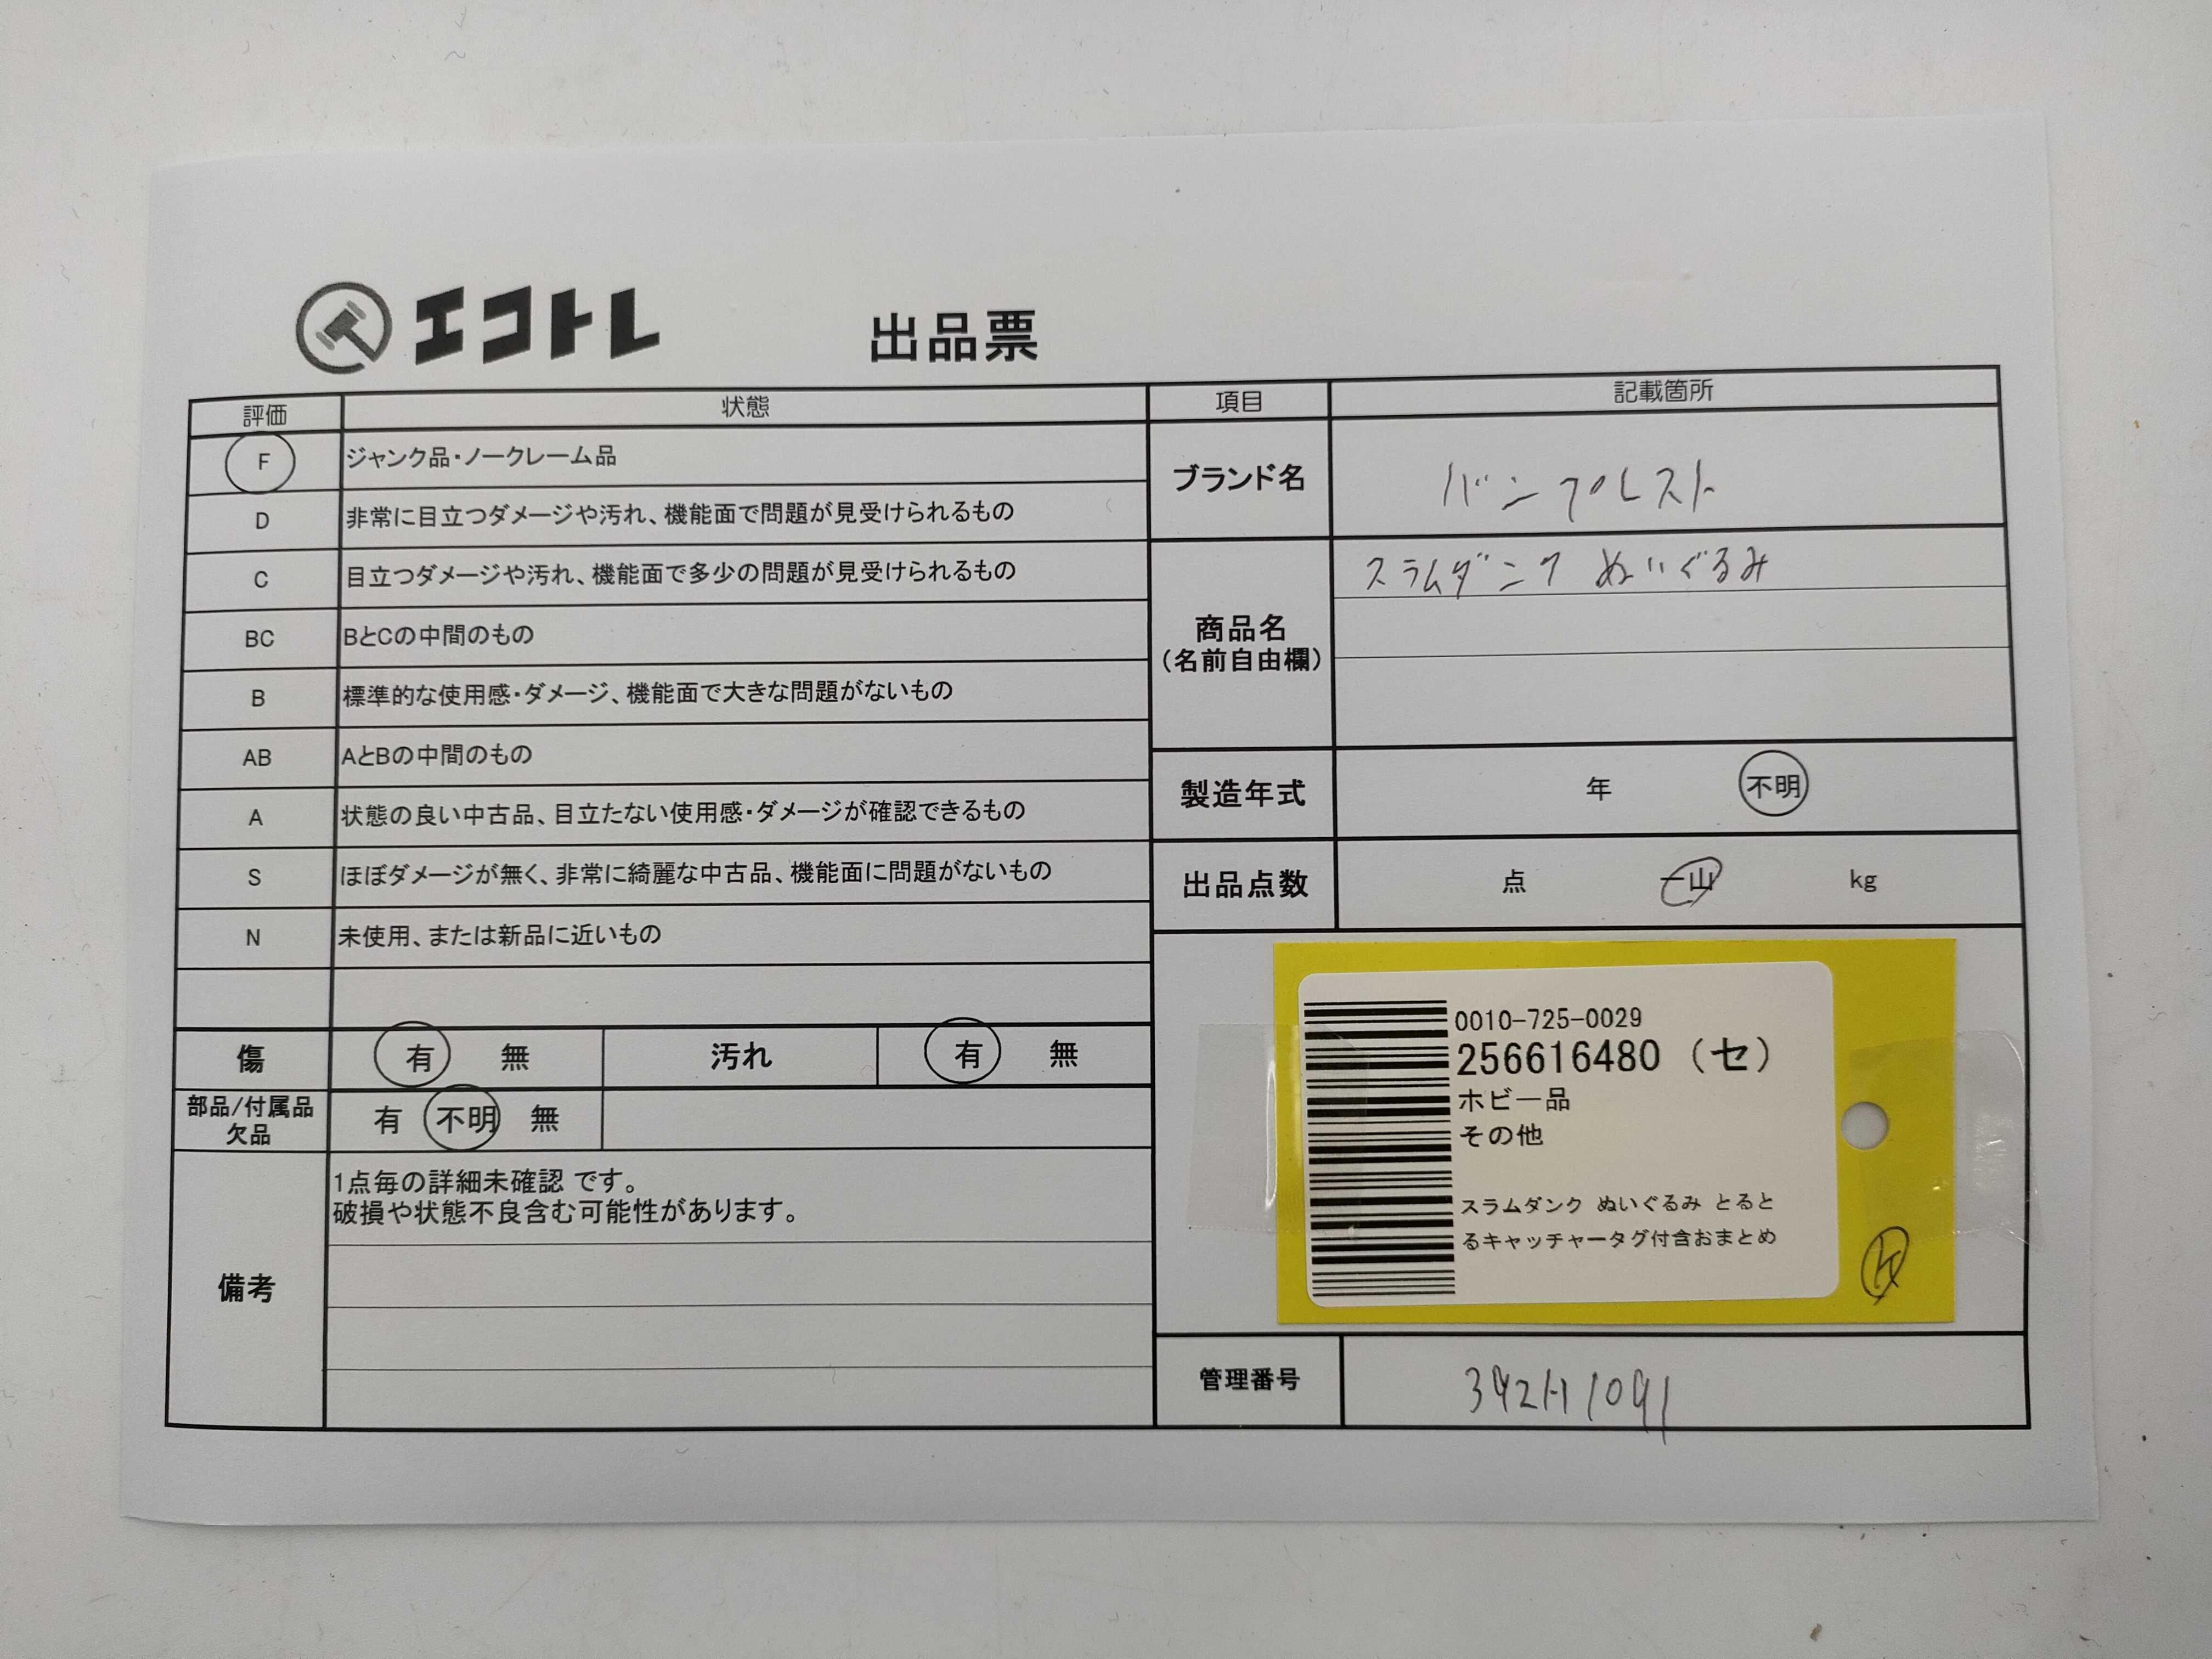 エコトレ
出品票
評価 状態
F ジャンク品・ノークレーム品
D 非常に目立つダメージや汚れ、機能面で問題が見受けられるもの
C 目立つダメージや汚れ、機能面で多少の問題が見受けられるもの
BC BとCの中間のもの
B 標準的な使用感・ダメージ、機能面で大きな問題がないもの
AB AとBの中間のもの
A 状態の良い中古品、目立たない使用感・ダメージが確認できるもの
S ほぼダメージが無く、非常に綺麗な中古品、機能面に問題がないもの
N 未使用、または新品に近いもの
傷 有 無 汚れ 有 無
部品/付属品
欠品
有 不明 無
備考
1点毎の詳細未確認 です。
破損や状態不良含む可能性があります。
項目 記載箇所
ブランド名 バンプレスト
商品名
(名前自由欄)
スラムダンク ぬいぐるみ
製造年式 年 不明
出品点数 点 一山 kg
0010-725-0029
256616480 (セ)
ホビー品
その他
スラムダンク ぬいぐるみ とると
るキャッチャータグ付含おまとめ
管理番号 392H1091